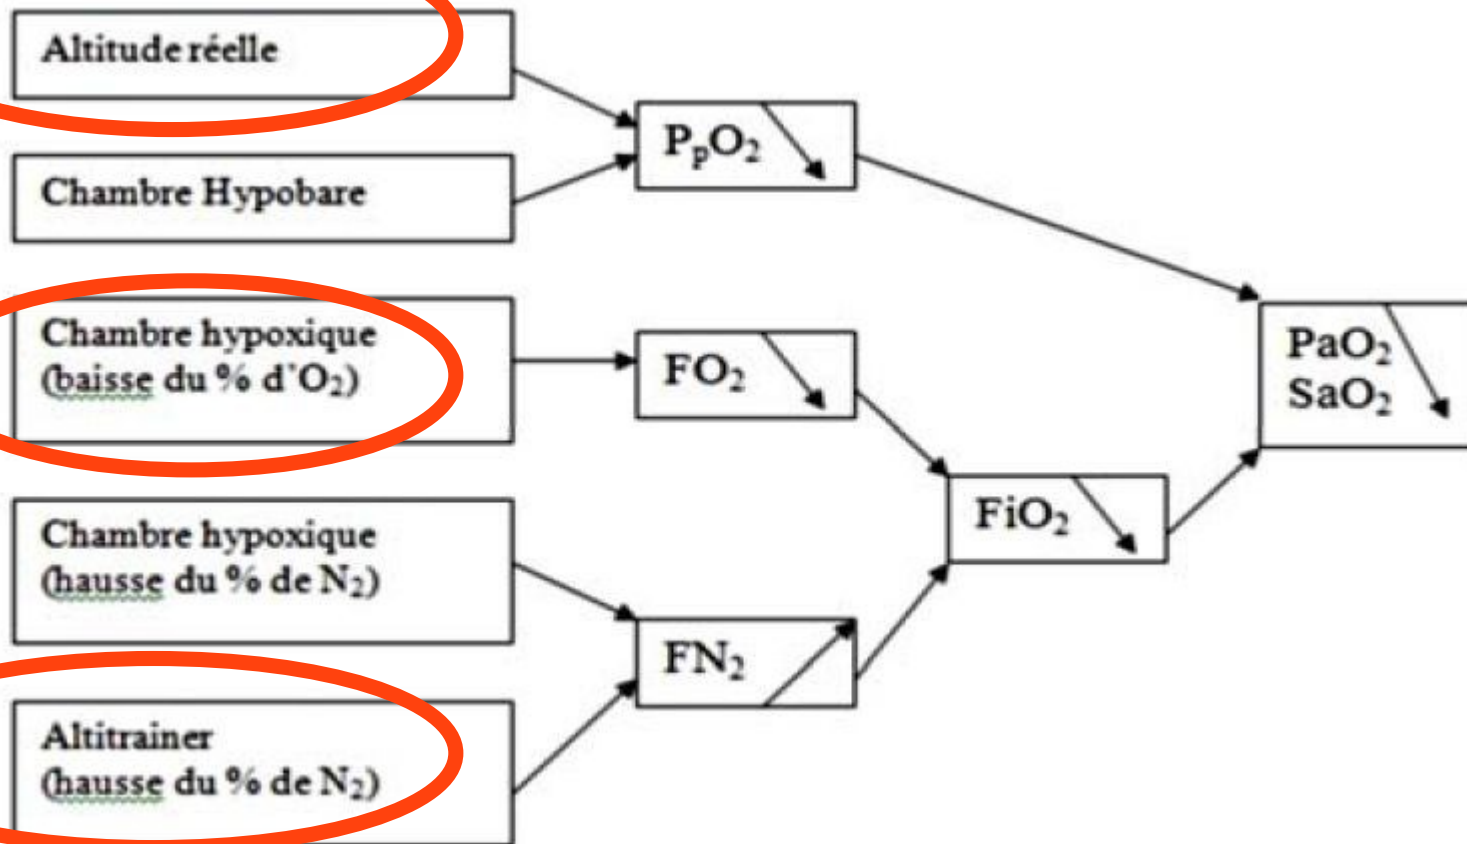 Altitude réelle
Chambre Hypobare
PpO₂
Chambre hypoxique
(baisse du % d'O₂)
FO₂
PaO₂
SaO₂
Chambre hypoxique
(hausse du % de N₂)
FiO₂
FN₂
Altitrainer
(hausse du % de N₂)